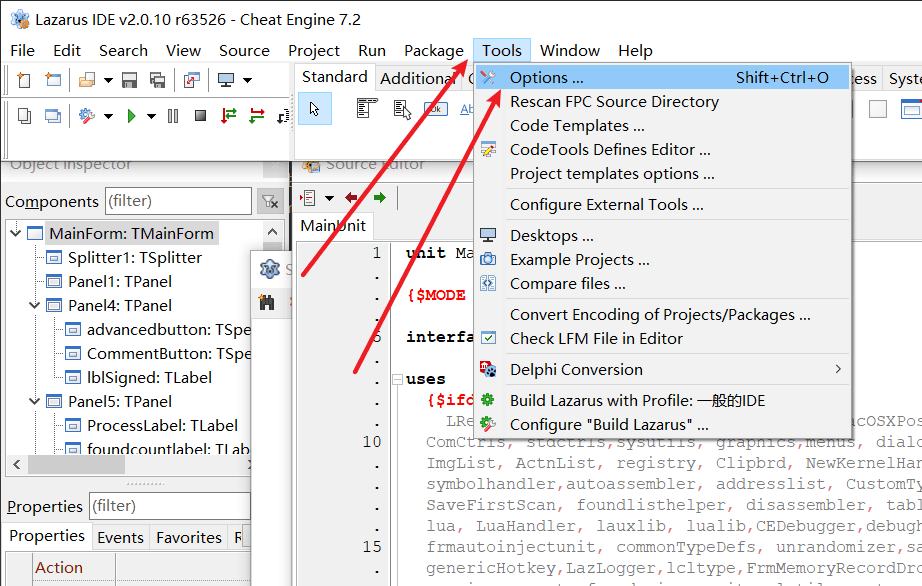 Lazarus IDE v2.0.10 r63526 - Cheat Engine 7.2
File Edit Search View Source Project Run Package Tools Window Help
Standard Additional
Syste
Options ... Shift+Ctrl+O
Rescan FPC Source Directory
Code Templates ...
CodeTools Defines Editor ...
Project templates options ...
Configure External Tools ...
Desktops ...
Example Projects ...
Compare files ...
Convert Encoding of Projects/Packages ...
Check LFM File in Editor
Delphi Conversion
Build Lazarus with Profile: 一般的IDE
Configure "Build Lazarus" ...
Object Inspector
Components (filter)
MainForm: TMainForm
Splitter1: TSplitter
Panel1: TPanel
Panel4: TPanel
advancedbutton: TSpe
CommentButton: TSpe
lblSigned: TLabel
Panel5: TPanel
ProcessLabel: TLabel
foundcountlabel: TLabel
Properties (filter)
Properties Events Favorites R
Action
Source Editor
MainUnit
1 unit Ma
{$MODE
interfa
uses
{$ifd
LRe acOSXPos
10 ComCtrls, stdctrls,sysutils, graphics,menus, dialo
ImgList, ActnList, registry, Clipbrd, NewKernelHan
symbolhandler,autoassembler, addresslist, CustomTy
SaveFirstScan, foundlisthelper, disassembler, tabl
lua, LuaHandler, lauxlib, lualib,CEDebugger,debugh
15 frmautoinjectunit, commonTypeDefs, unrandomizer,sa
genericHotkey,LazLogger,lcltype,FrmMemoryRecordDro